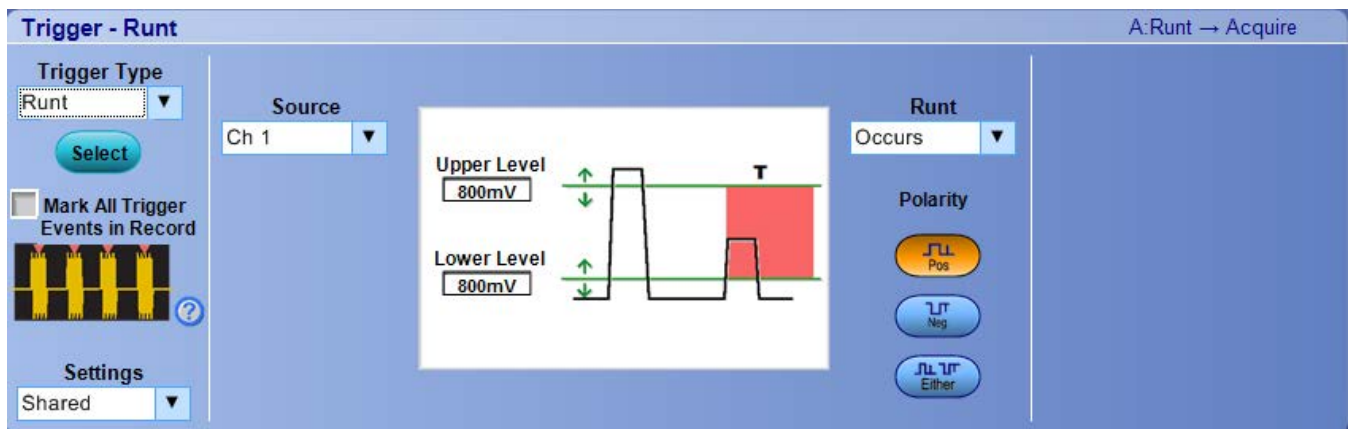 Trigger - Runt
A:Runt → Acquire
Trigger Type
Runt
Select
Mark All Trigger
Events in Record
?
Settings
Shared
Source
Ch 1
Upper Level
800mV
Lower Level
800mV
T
Runt
Occurs
Polarity
Pos
Neg
Either